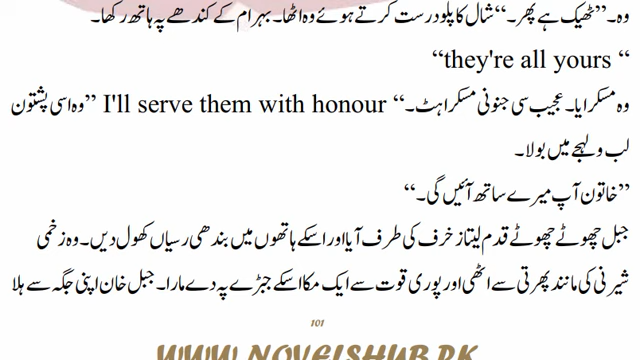 وہ۔ ”ٹھیک ہے پھر۔“ شال کا پلو درست کرتے ہوئے وہ اٹھا۔ بہرام کے کندھے پہ ہاتھ رکھا۔
“they're all yours “
وہ مسکرایا۔ عجیب سی جنونی مسکراہٹ۔ “ I'll serve them with honour ” وہ اسی پشتون
لب و لہجے میں بولا۔
”خاتون آپ میرے ساتھ آئیں گی۔“
جبل چھوٹے چھوٹے قدم لیتا زخرف کی طرف آیا اور اسکے ہاتھوں میں بندھی رسیاں کھول دیں۔ وہ زخمی
شیرنی کی مانند پھرتی سے اٹھی اور پوری قوت سے ایک مکا اسکے جبڑے پہ دے مارا۔ جبل خان اپنی جگہ سے ہلا
101
WWW.NOVELSHUB.PK